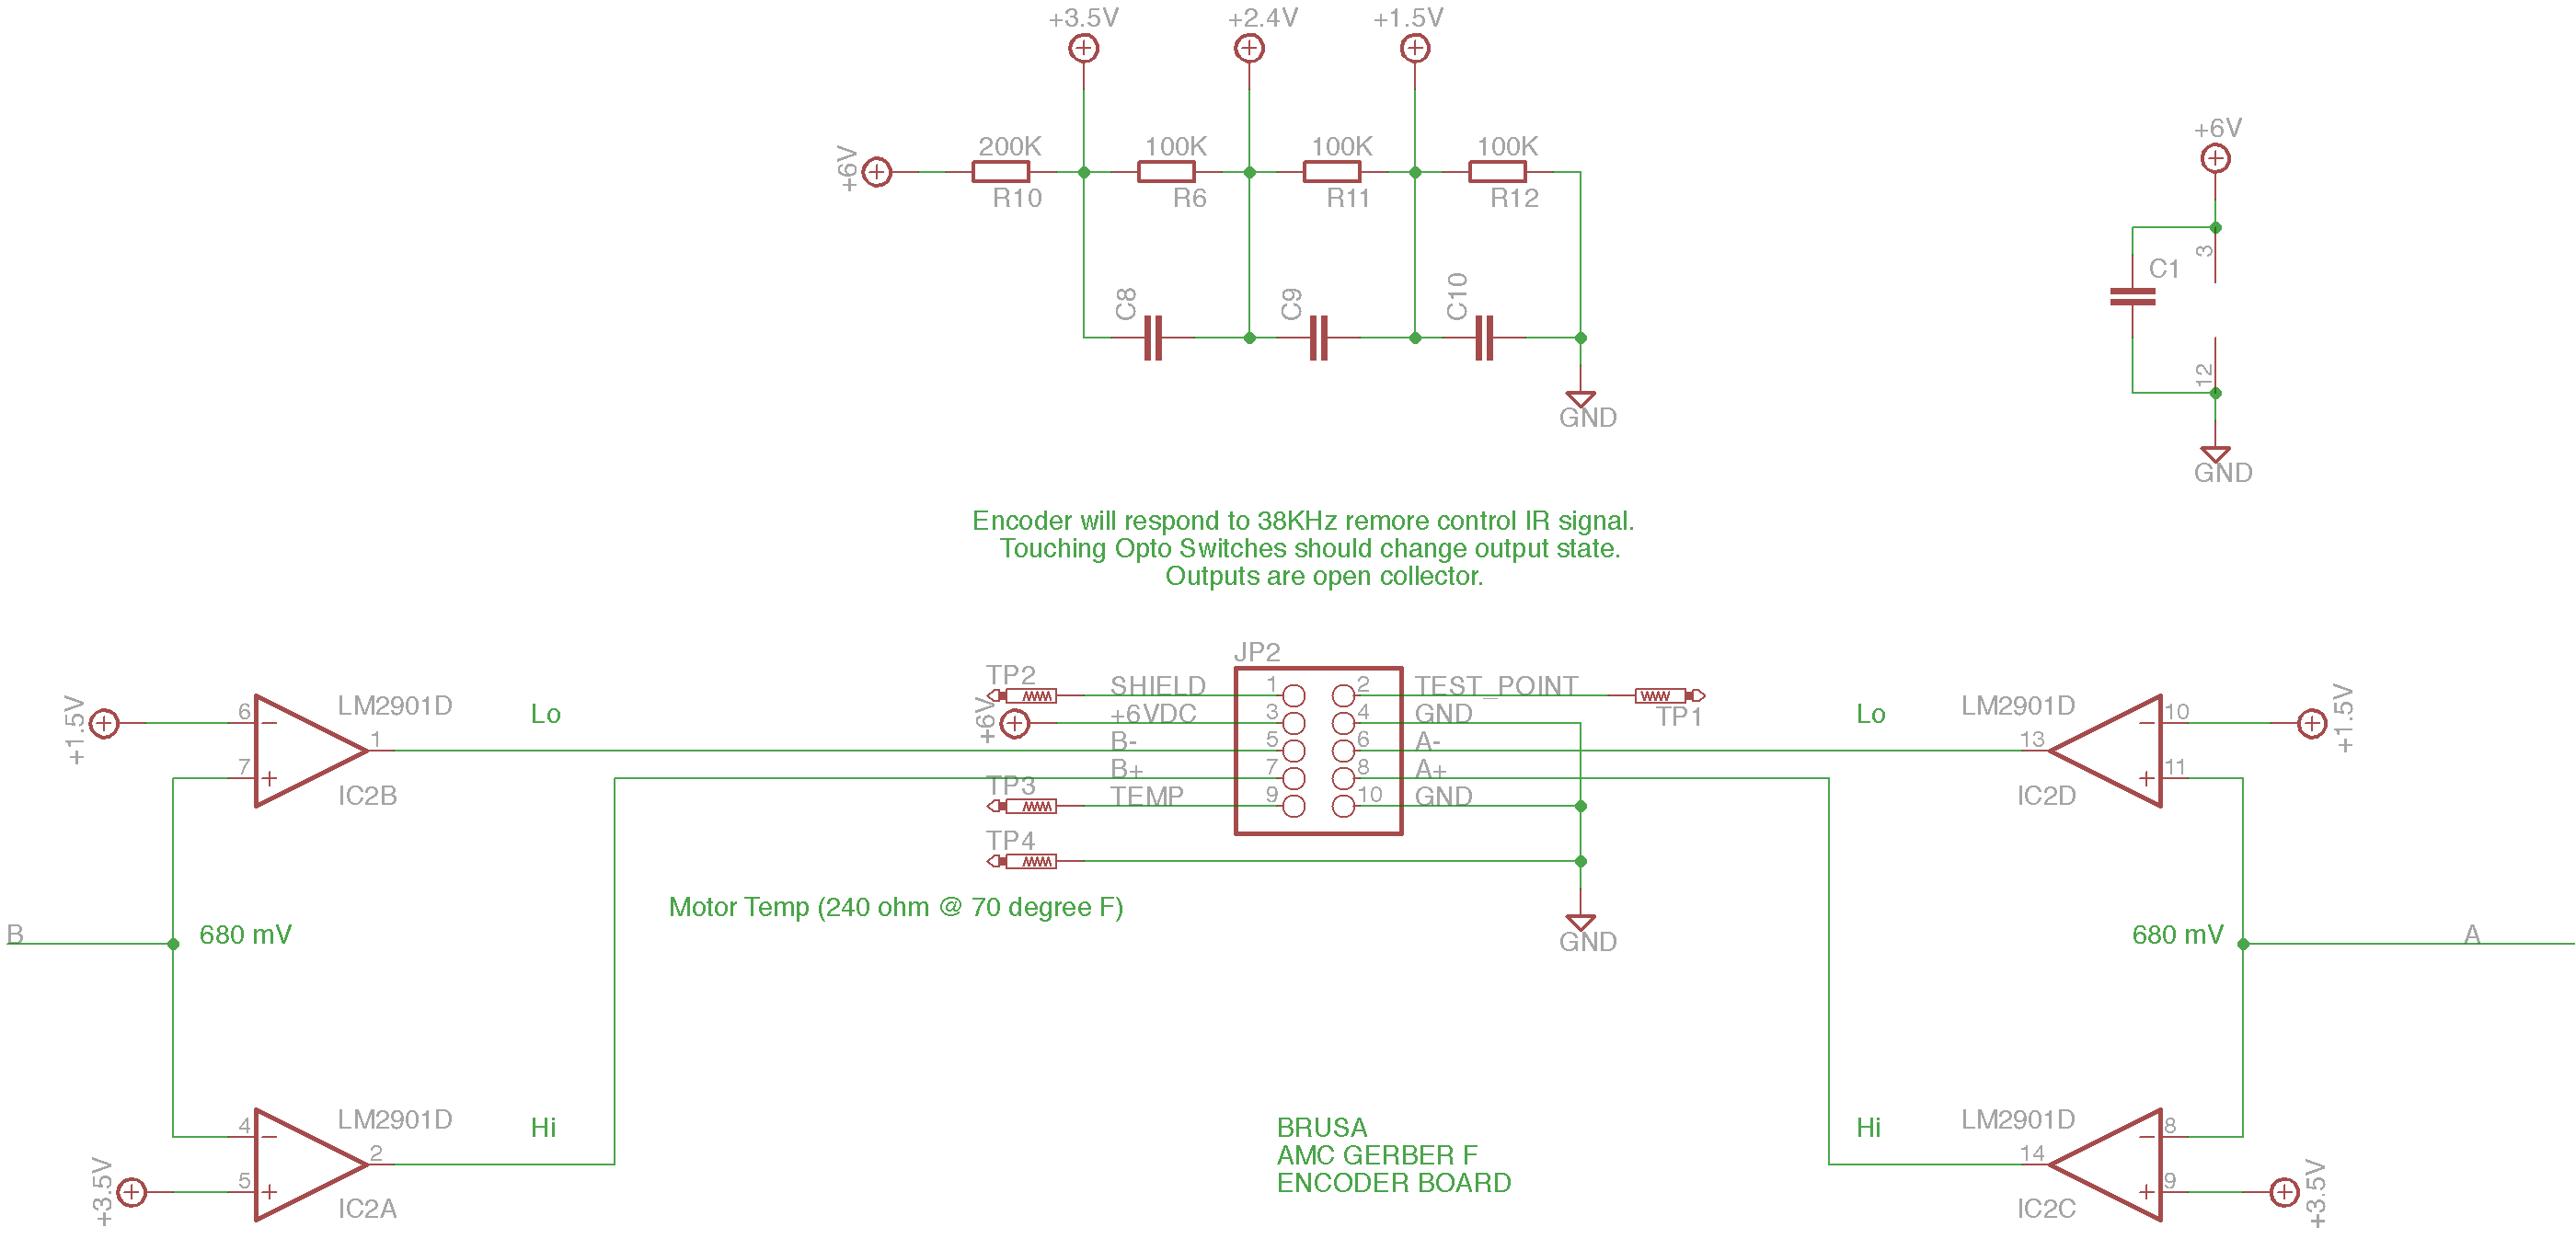 +3.5V
+2.4V
+1.5V
+6V
200K
R10
100K
R6
100K
R11
100K
R12
C8
C9
C10
GND
+6V
3
C1
12
GND
Encoder will respond to 38KHz remore control IR signal.
Touching Opto Switches should change output state.
Outputs are open collector.
+1.5V
6
7
LM2901D
1
IC2B
Lo
JP2
TP2
SHIELD
1
2
TEST_POINT
TP1
+6V
+6VDC
3
4
GND
B-
5
6
A-
B+
7
8
A+
TP3
TEMP
9
10
GND
TP4
Motor Temp (240 ohm @ 70 degree F)
GND
Lo
LM2901D
13
IC2D
10
11
+1.5V
B
680 mV
680 mV
A
+3.5V
4
5
LM2901D
2
IC2A
Hi
BRUSA
AMC GERBER F
ENCODER BOARD
Hi
LM2901D
14
IC2C
8
9
+3.5V